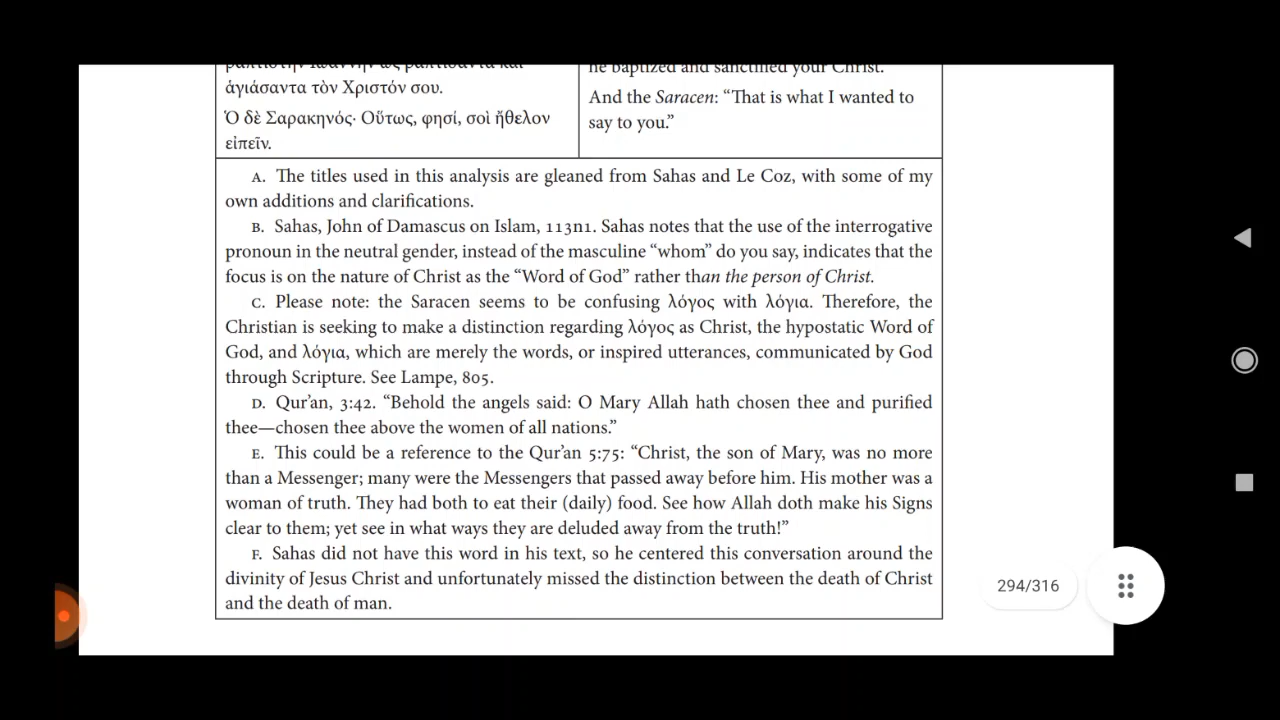 βαπτιστὴν Ἰωάννην ὡς βαπτίσαντα καὶ
ἁγιάσαντα τὸν Χριστόν σου.
Ὁ δὲ Σαρακηνός· Οὕτως, φησί, σοὶ ἤθελον
εἰπεῖν.
he baptized and sanctified your Christ.
And the Saracen: “That is what I wanted to
say to you.”
A. The titles used in this analysis are gleaned from Sahas and Le Coz, with some of my
own additions and clarifications.
B. Sahas, John of Damascus on Islam, 113n1. Sahas notes that the use of the interrogative
pronoun in the neutral gender, instead of the masculine “whom” do you say, indicates that the
focus is on the nature of Christ as the “Word of God” rather than the person of Christ.
C. Please note: the Saracen seems to be confusing λόγος with λόγια. Therefore, the
Christian is seeking to make a distinction regarding λόγος as Christ, the hypostatic Word of
God, and λόγια, which are merely the words, or inspired utterances, communicated by God
through Scripture. See Lampe, 805.
D. Qur’an, 3:42. “Behold the angels said: O Mary Allah hath chosen thee and purified
thee—chosen thee above the women of all nations.”
E. This could be a reference to the Qur’an 5:75: “Christ, the son of Mary, was no more
than a Messenger; many were the Messengers that passed away before him. His mother was a
woman of truth. They had both to eat their (daily) food. See how Allah doth make his Signs
clear to them; yet see in what ways they are deluded away from the truth!”
F. Sahas did not have this word in his text, so he centered this conversation around the
divinity of Jesus Christ and unfortunately missed the distinction between the death of Christ
and the death of man.
294/316